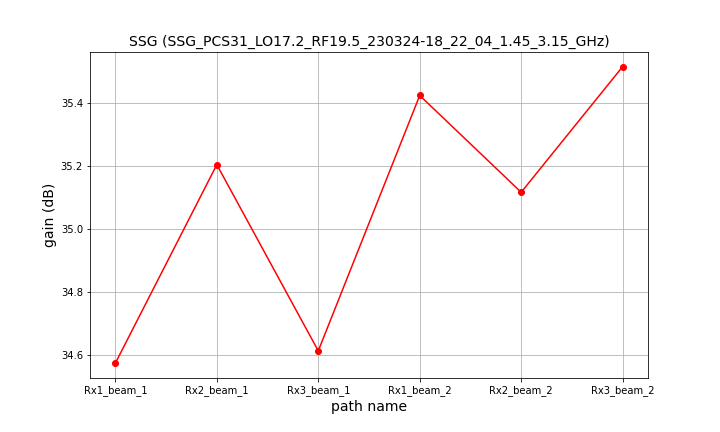 SSG (SSG_PCS31_LO17.2_RF19.5_230324-18_22_04_1.45_3.15_GHz)
gain (dB)
35.4
35.2
35.0
34.8
34.6
Rx1_beam_1 Rx2_beam_1 Rx3_beam_1 Rx1_beam_2 Rx2_beam_2 Rx3_beam_2
path name